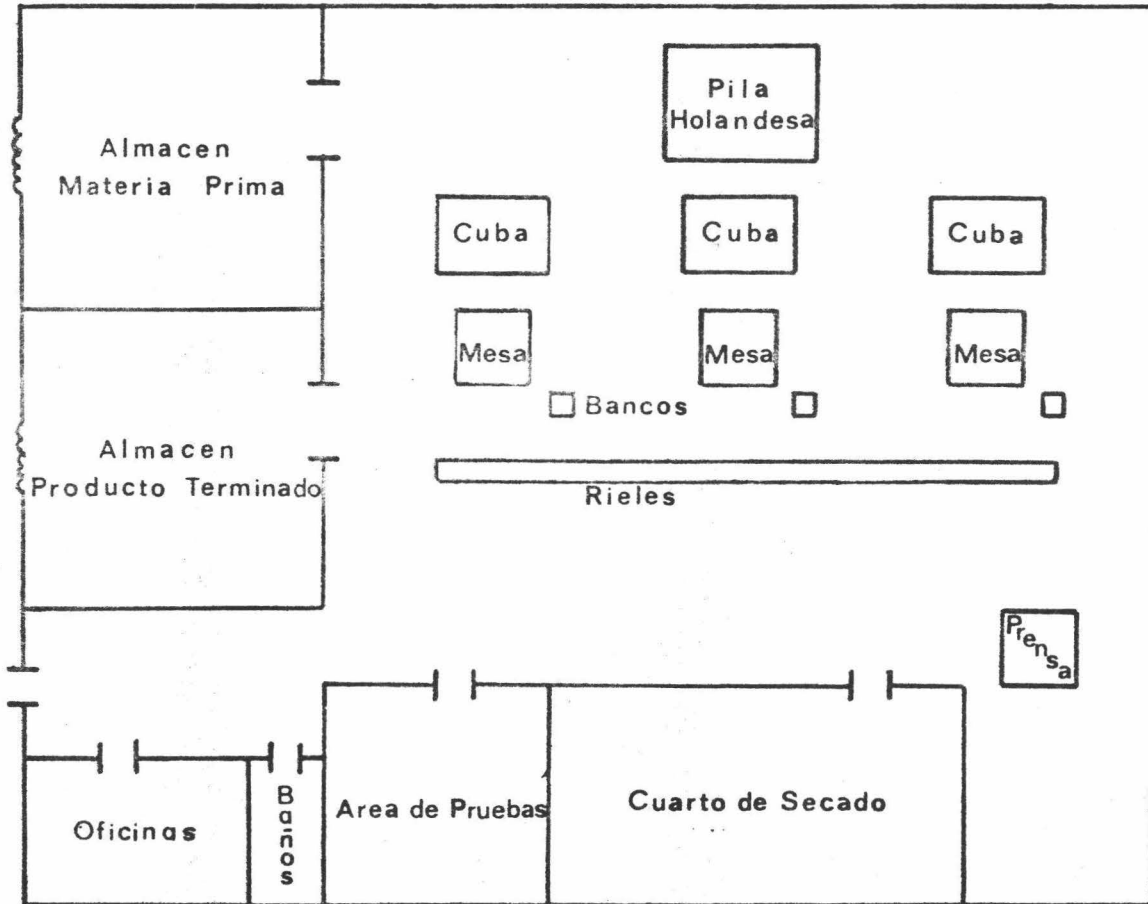 Pila
Holandesa
Almacen
Materia Prima
Cuba
Cuba
Cuba
Mesa
Mesa
Mesa
Bancos
Almacen
Producto Terminado
Rieles
Prensa
Area de Pruebas
Cuarto de Secado
Oficinas
Baños